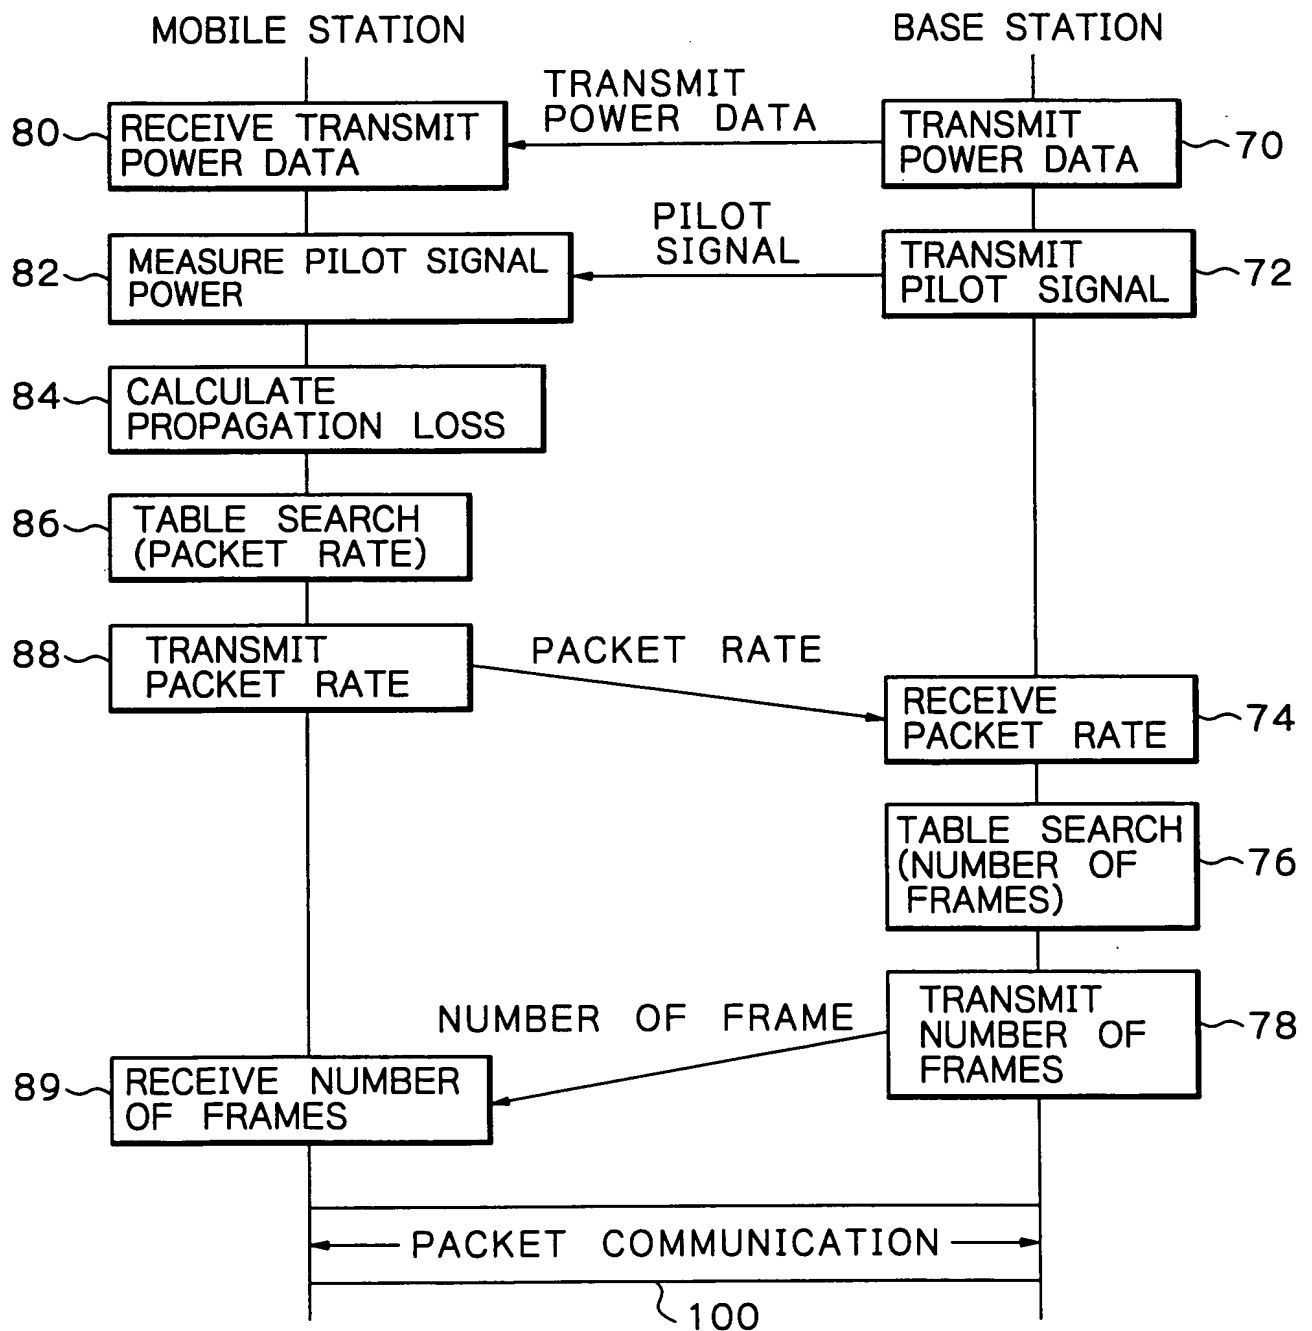 MOBILE STATION
BASE STATION
TRANSMIT
POWER DATA
80
RECEIVE TRANSMIT
POWER DATA
TRANSMIT
POWER DATA
70
PILOT
SIGNAL
82
MEASURE PILOT SIGNAL
POWER
TRANSMIT
PILOT SIGNAL
72
84
CALCULATE
PROPAGATION LOSS
86
TABLE SEARCH
(PACKET RATE)
88
TRANSMIT
PACKET RATE
PACKET RATE
RECEIVE
PACKET RATE
74
TABLE SEARCH
(NUMBER OF
FRAMES)
76
NUMBER OF FRAME
TRANSMIT
NUMBER OF
FRAMES
78
89
RECEIVE NUMBER
OF FRAMES
PACKET COMMUNICATION
100